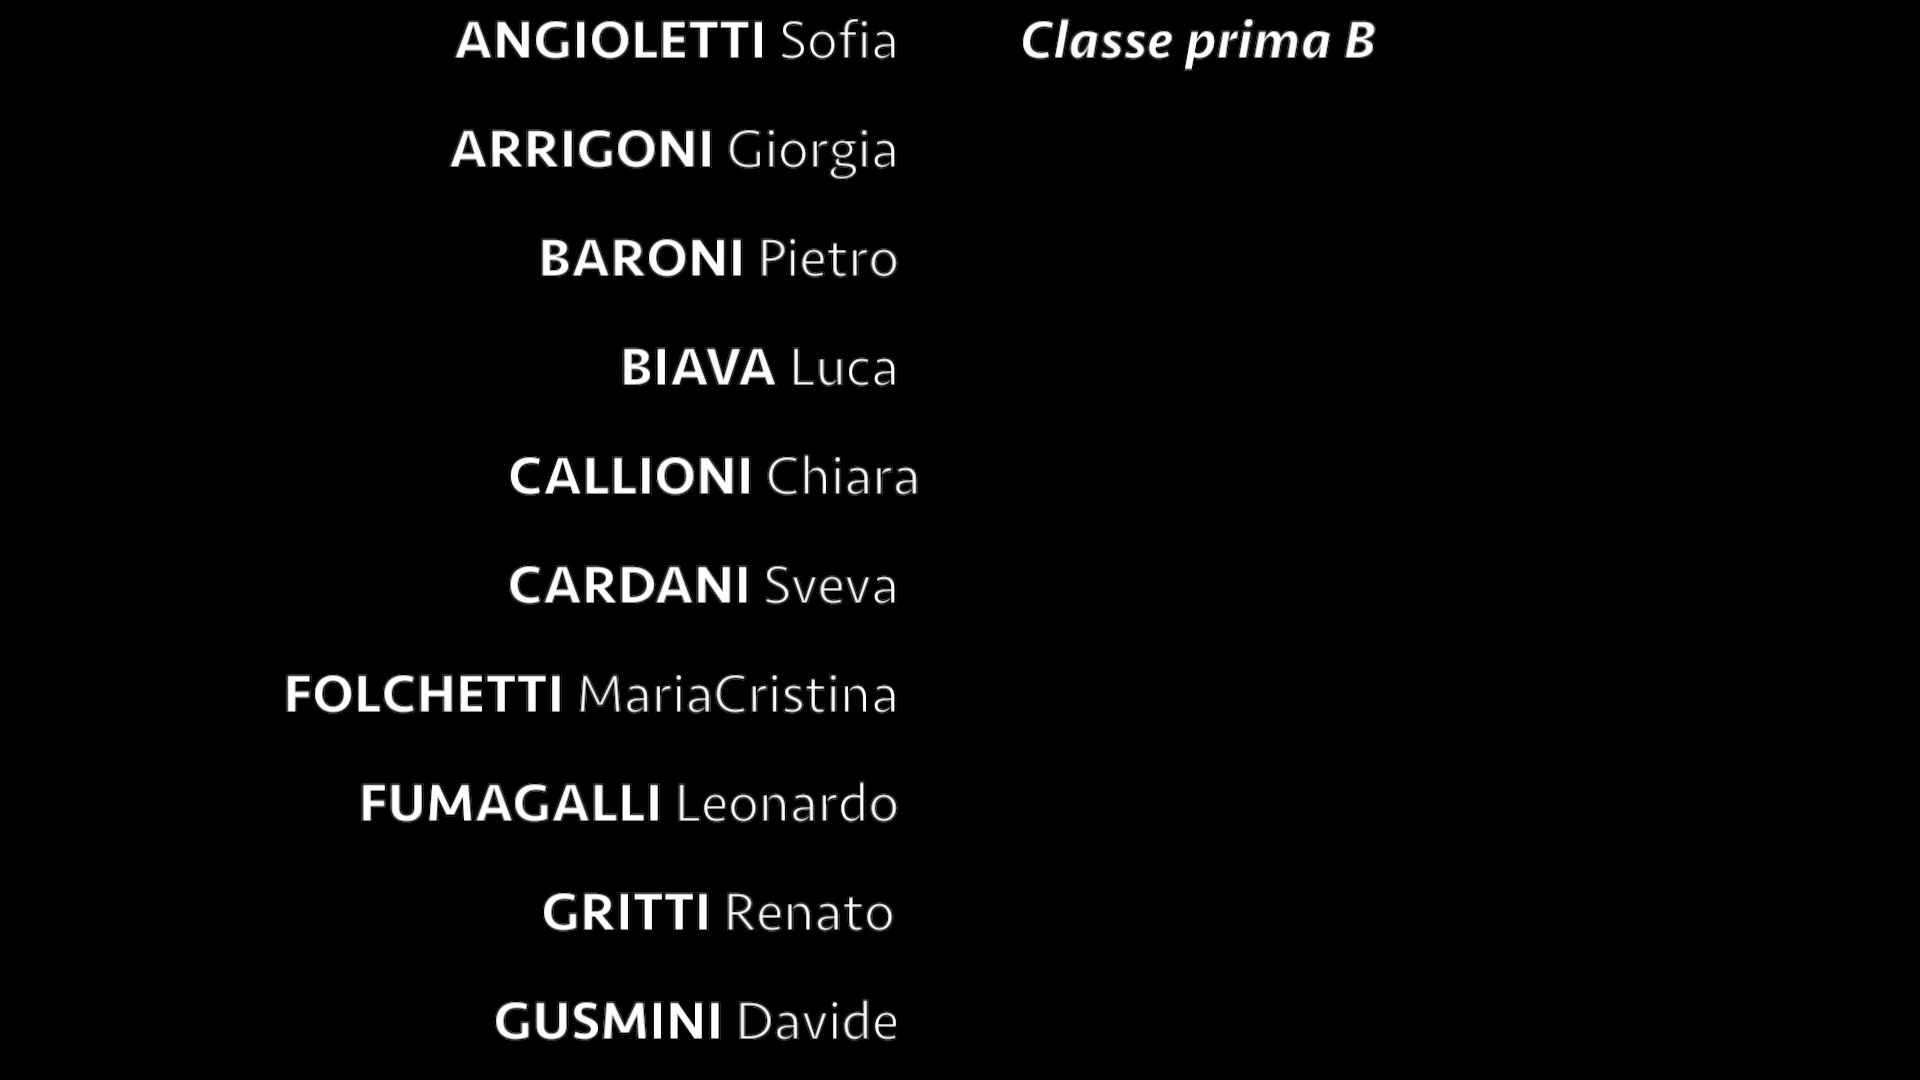 ANGIOLETTI Sofia Classe prima B
ARRIGONI Giorgia
BARONI Pietro
BIAVA Luca
CALLIONI Chiara
CARDANI Sveva
FOLCHETTI MariaCristina
FUMAGALLI Leonardo
GRITTI Renato
GUSMINI Davide